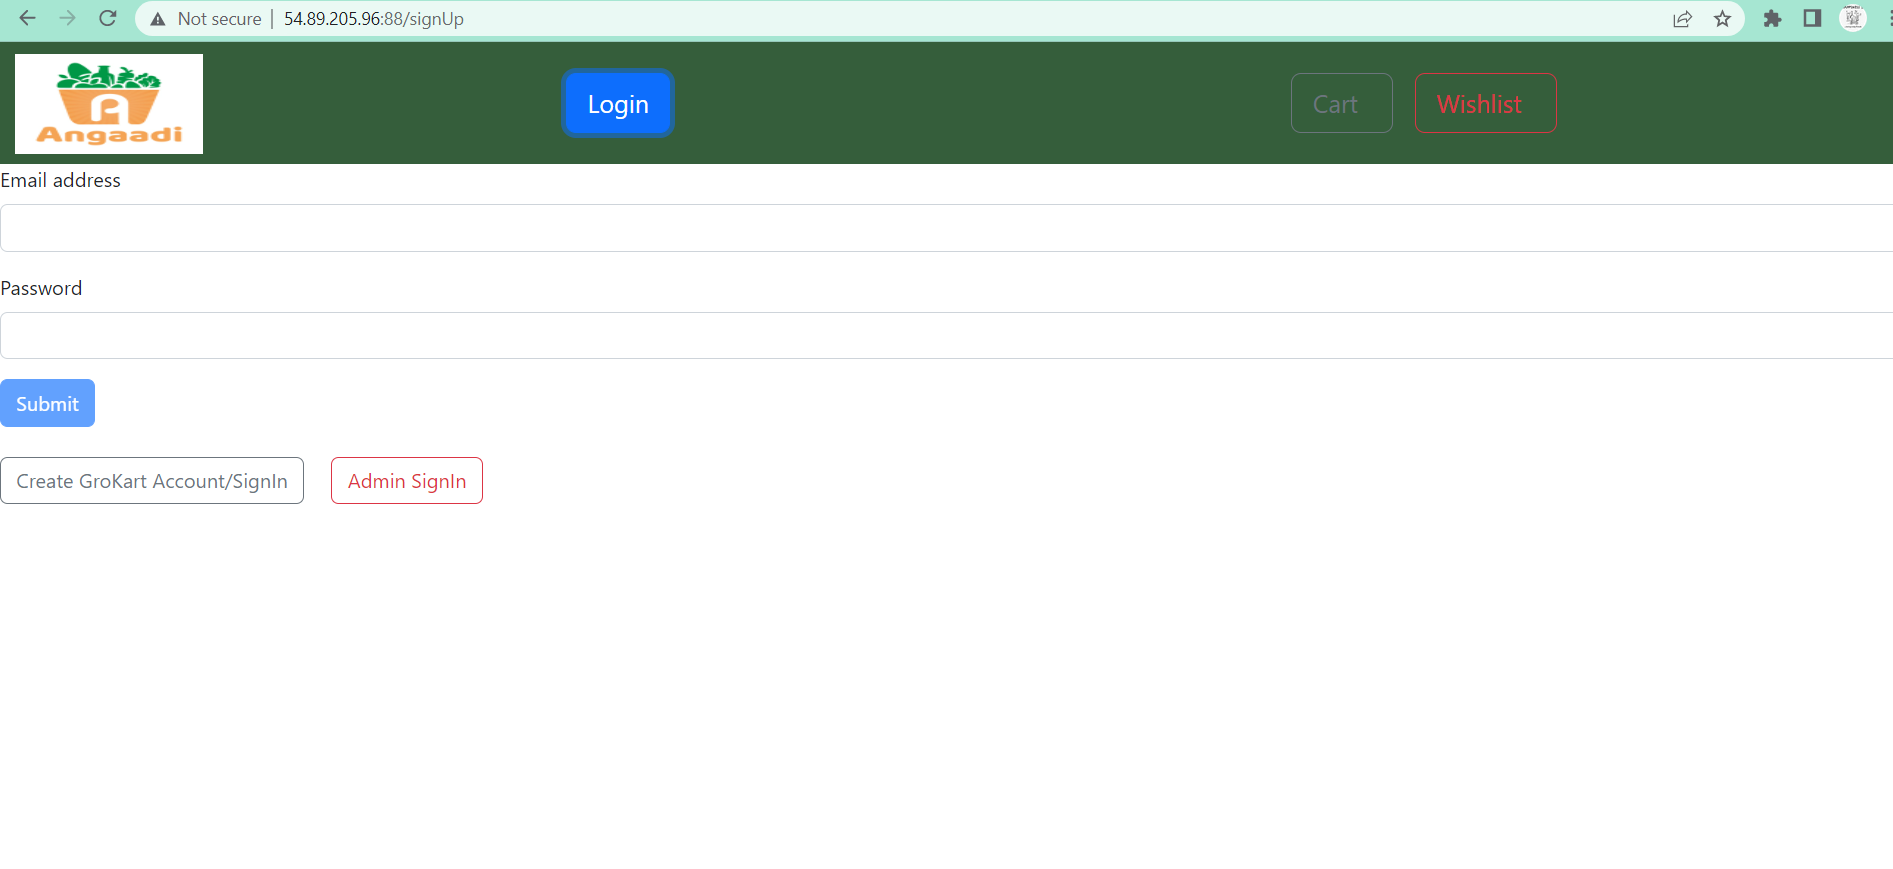 Not secure | 54.89.205.96:88/signUp
Angaadi
Login
Cart
Wishlist
Email address
Password
Submit
Create GroKart Account/SignIn
Admin SignIn